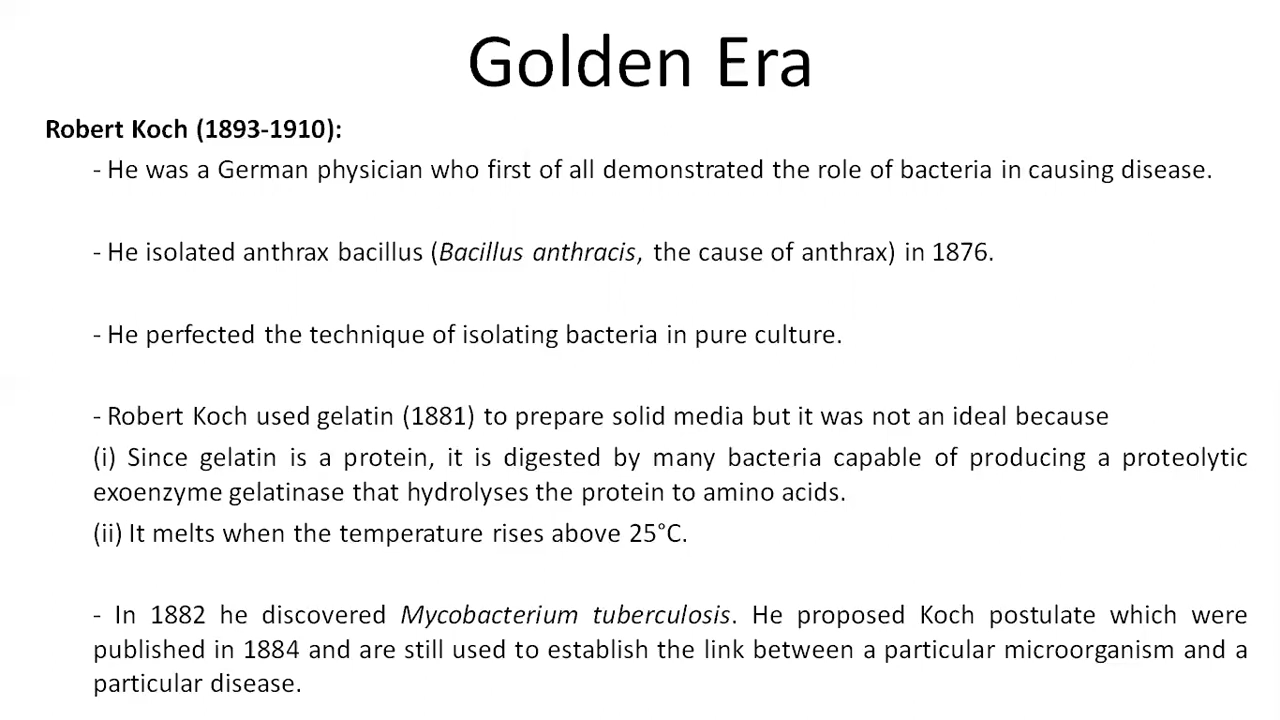 Golden Era
Robert Koch (1893-1910):
- He was a German physician who first of all demonstrated the role of bacteria in causing disease.
- He isolated anthrax bacillus (Bacillus anthracis, the cause of anthrax) in 1876.
- He perfected the technique of isolating bacteria in pure culture.
- Robert Koch used gelatin (1881) to prepare solid media but it was not an ideal because
(i) Since gelatin is a protein, it is digested by many bacteria capable of producing a proteolytic
exoenzyme gelatinase that hydrolyses the protein to amino acids.
(ii) It melts when the temperature rises above 25°C.
- In 1882 he discovered Mycobacterium tuberculosis. He proposed Koch postulate which were
published in 1884 and are still used to establish the link between a particular microorganism and a
particular disease.